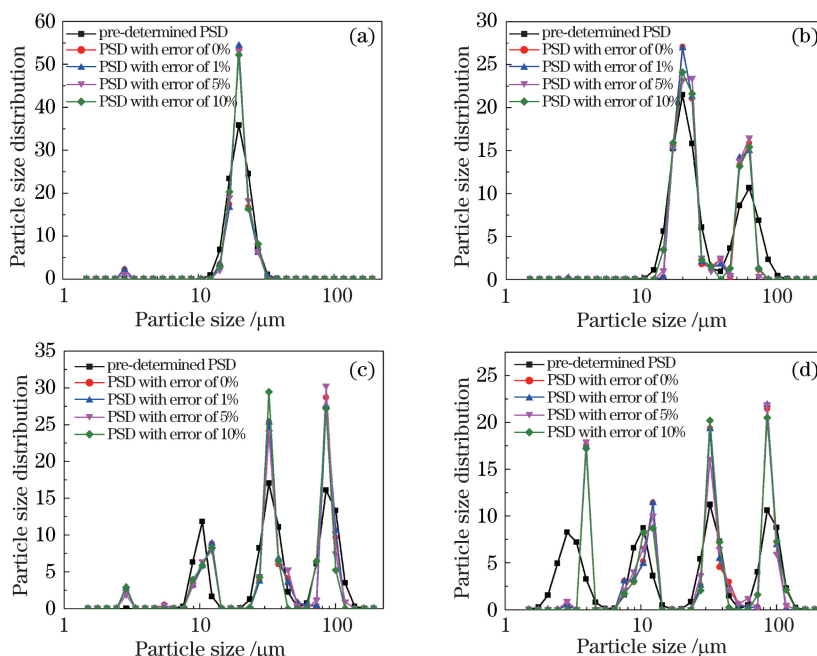 (a)
pre-determined PSD
PSD with error of 0%
PSD with error of 1%
PSD with error of 5%
PSD with error of 10%
Particle size distribution
60
50
40
30
20
10
0
1
10
100
Particle size /μm
(b)
pre-determined PSD
PSD with error of 0%
PSD with error of 1%
PSD with error of 5%
PSD with error of 10%
Particle size distribution
30
25
20
15
10
5
0
1
10
100
Particle size /μm
(c)
pre-determined PSD
PSD with error of 0%
PSD with error of 1%
PSD with error of 5%
PSD with error of 10%
Particle size distribution
35
30
25
20
15
10
5
0
1
10
100
Particle size /μm
(d)
pre-determined PSD
PSD with error of 0%
PSD with error of 1%
PSD with error of 5%
PSD with error of 10%
Particle size distribution
25
20
15
10
5
0
1
10
100
Particle size /μm